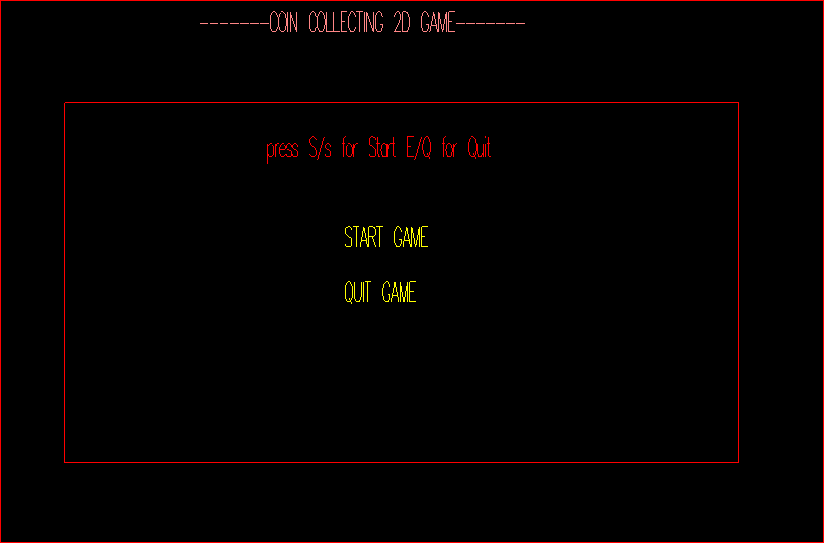 -------COIN COLLECTING 2D GAME-------
press S/s for Start E/Q for Quit
START GAME
QUIT GAME